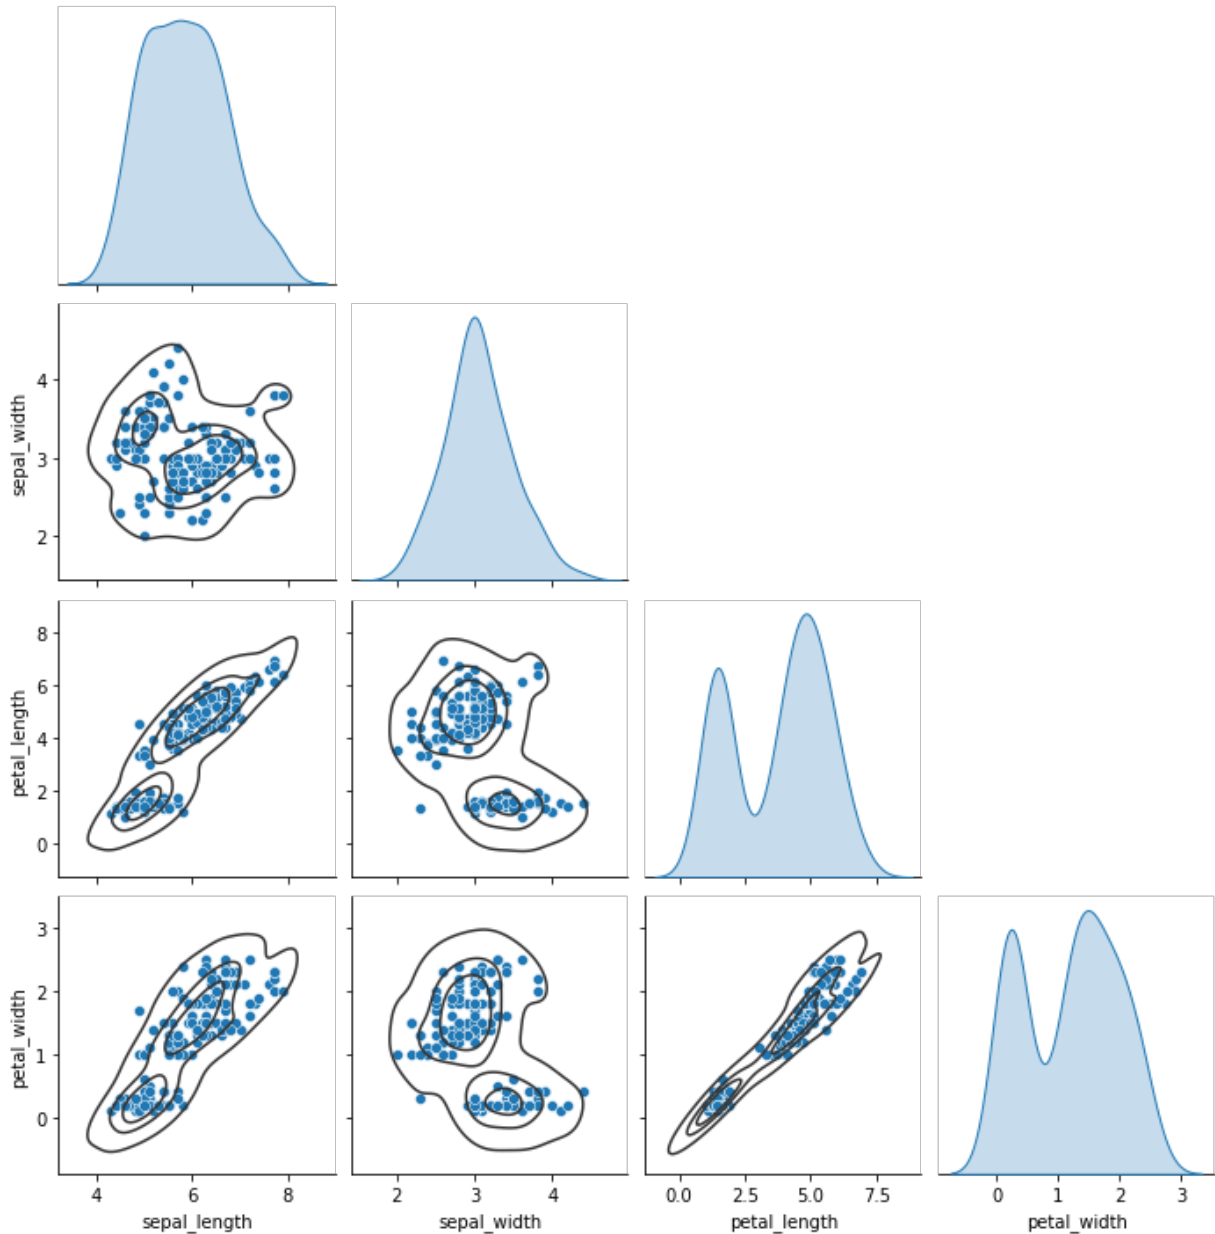 sepal_width
4
3
2
petal_length
8
6
4
2
0
petal_width
3
2
1
0
4 6 8 2 3 4 0.0 2.5 5.0 7.5 0 1 2 3
sepal_length sepal_width petal_length petal_width